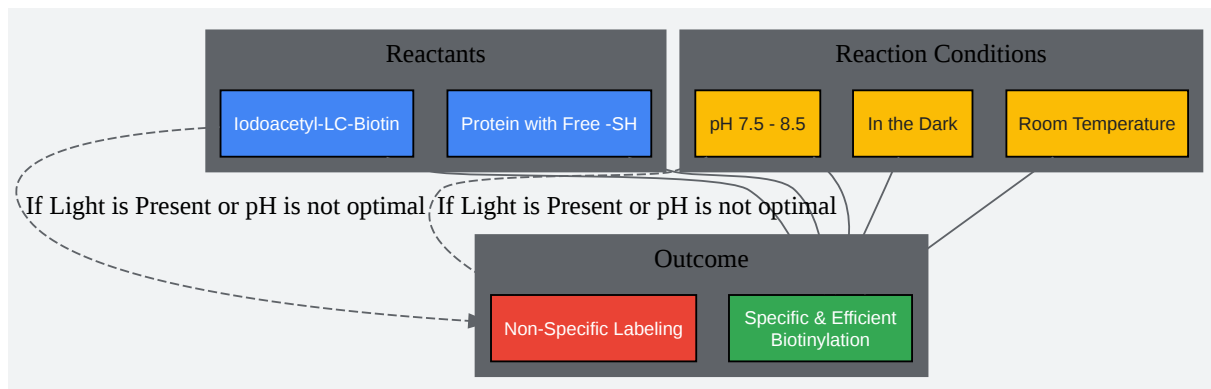 Reactants
Reaction Conditions
Iodoacetyl-LC-Biotin
Protein with Free -SH
pH 7.5 - 8.5
In the Dark
Room Temperature
If Light is Present or pH is not optimal
If Light is Present or pH is not optimal
Outcome
Non-Specific Labeling
Specific & Efficient
Biotinylation